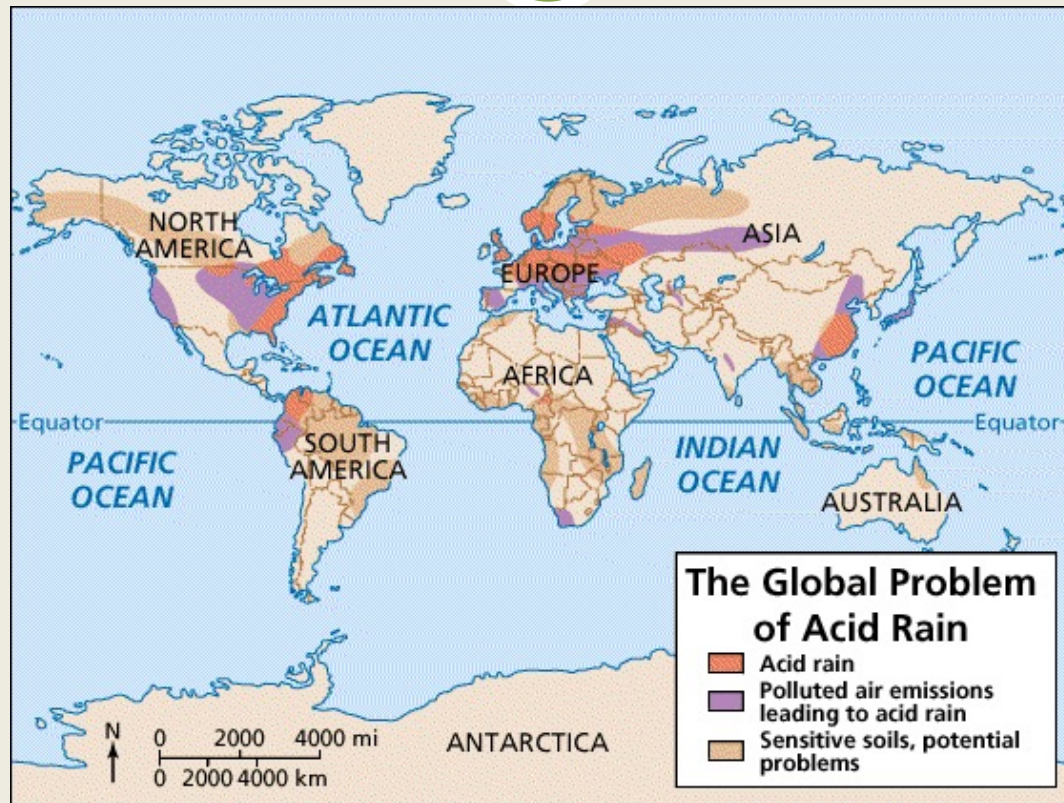 NORTH
AMERICA
ATLANTIC
OCEAN
EUROPE
ASIA
AFRICA
PACIFIC
OCEAN
Equator
Equator
SOUTH
AMERICA
PACIFIC
OCEAN
INDIAN
OCEAN
AUSTRALIA
The Global Problem
of Acid Rain
Acid rain
Polluted air emissions
leading to acid rain
Sensitive soils, potential
problems
N
0 2000 4000 mi
0 2000 4000 km
ANTARCTICA